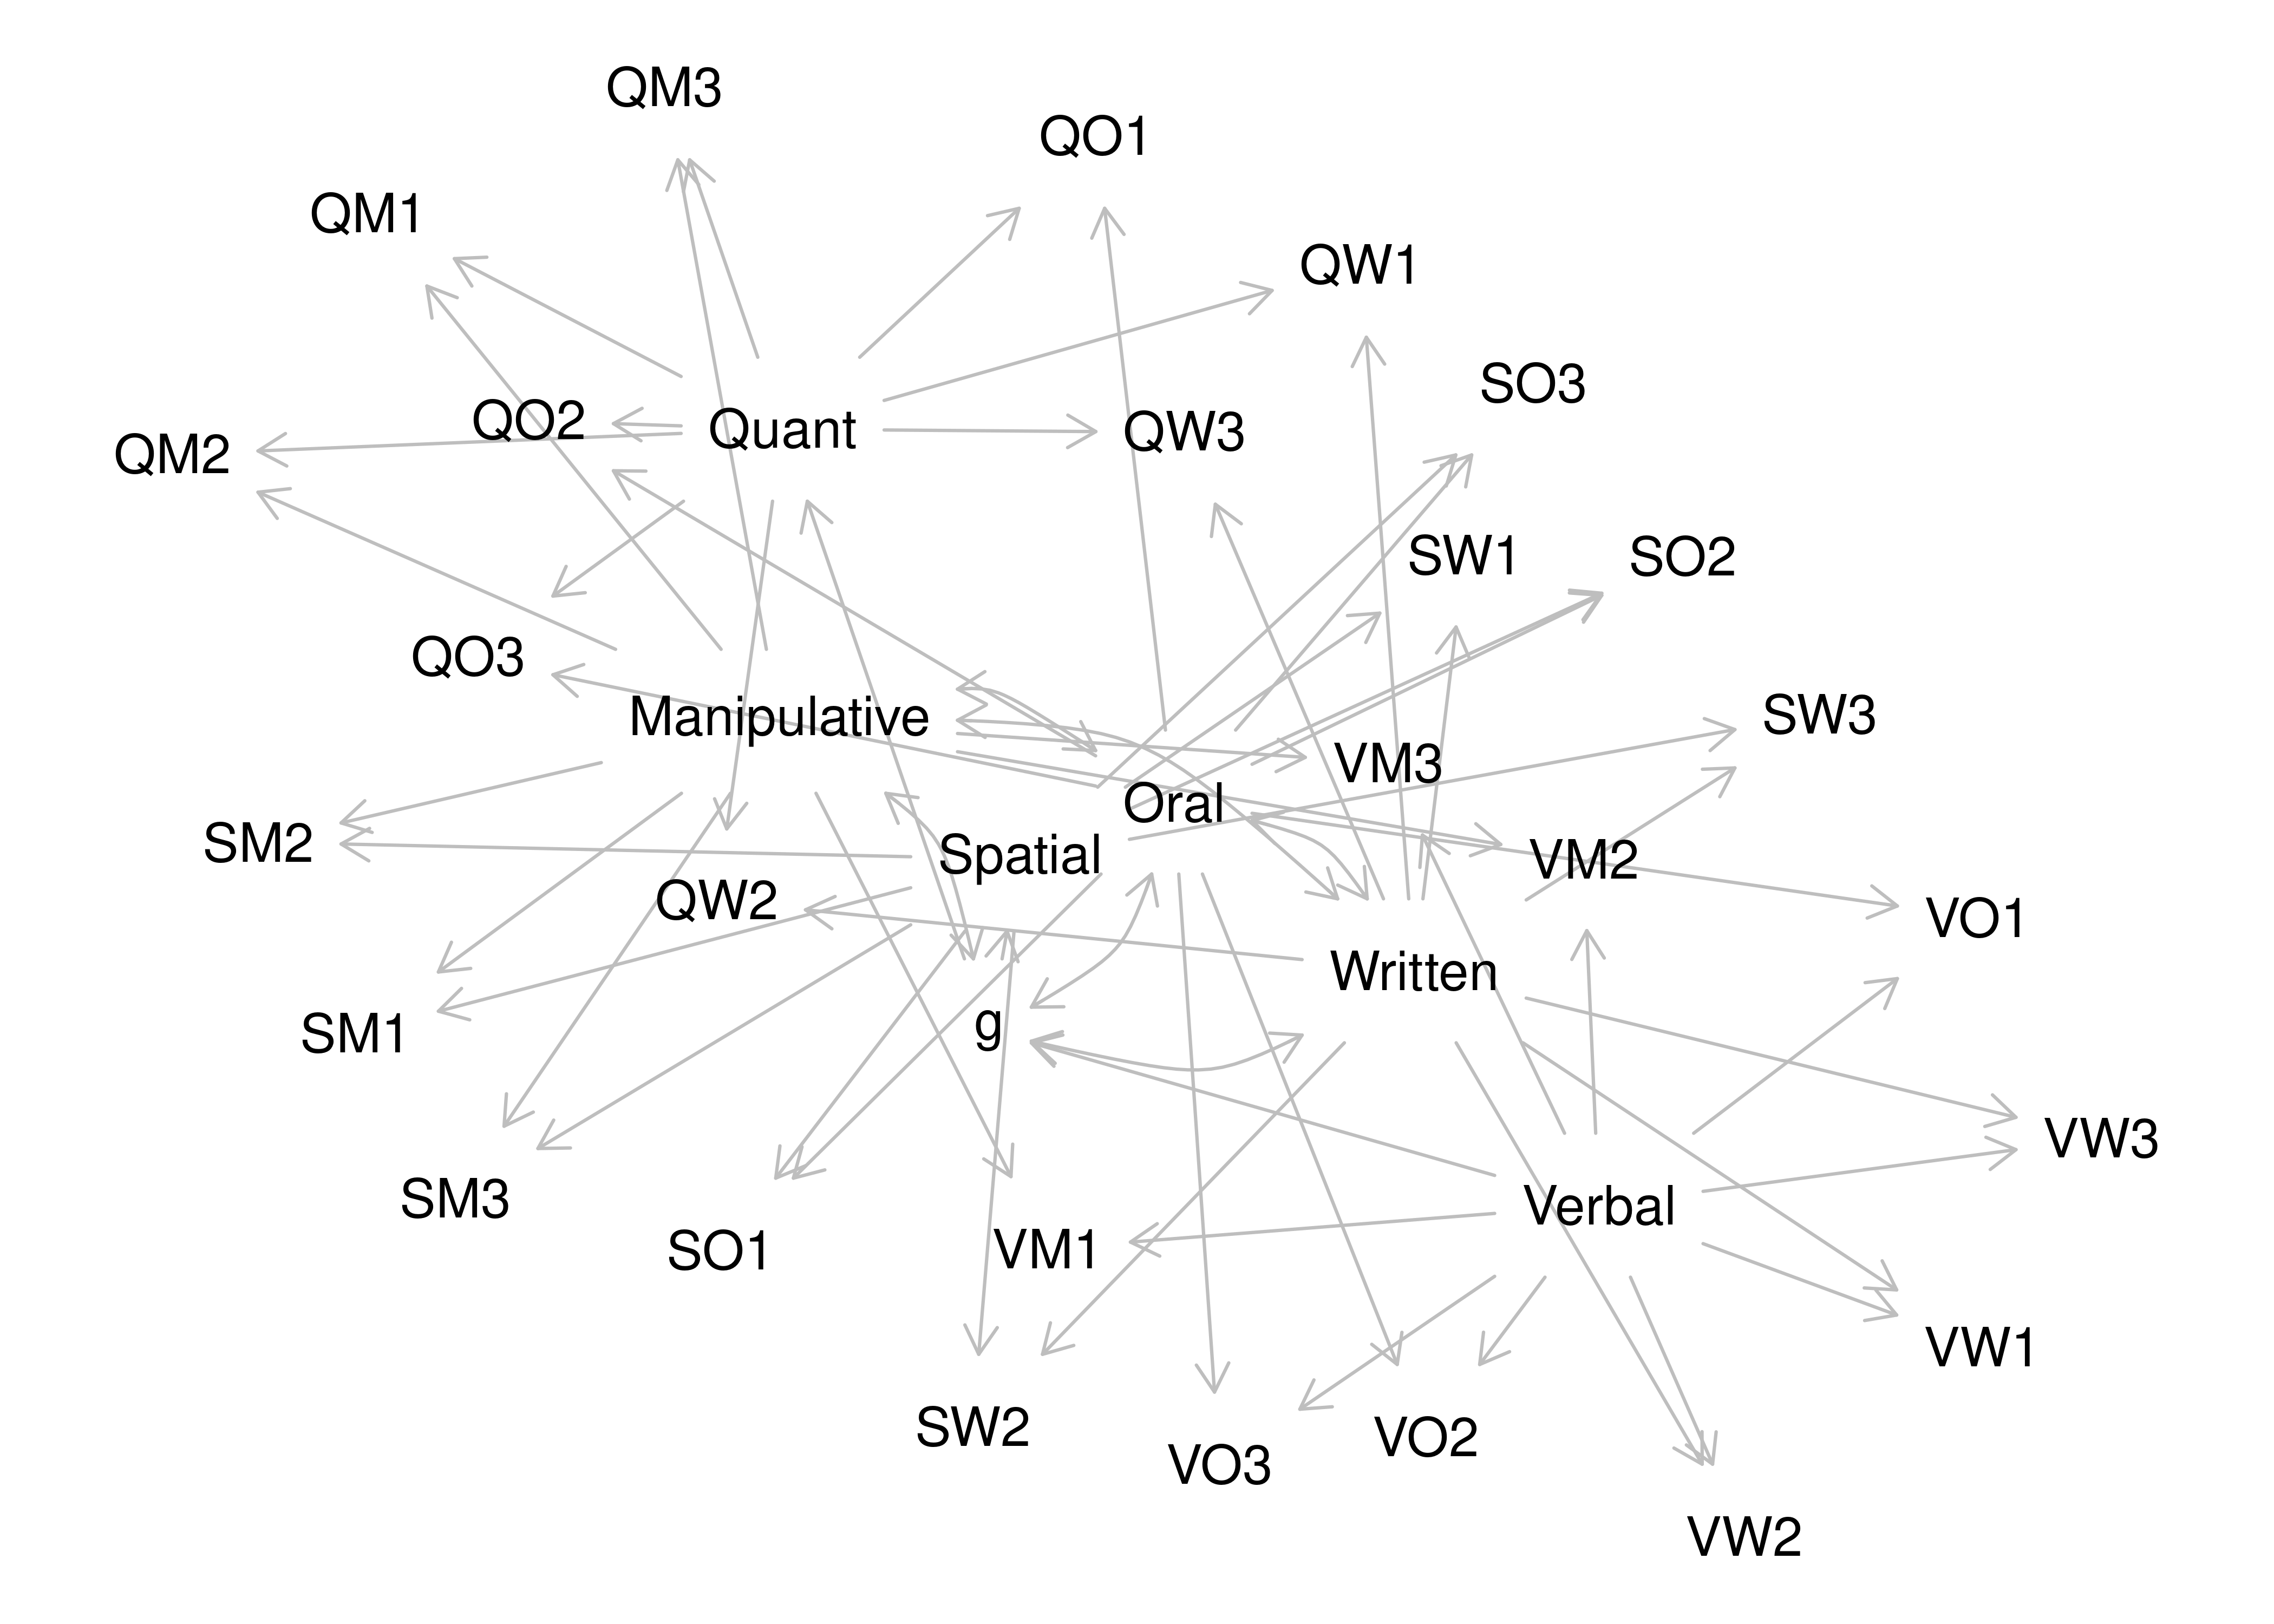 QM3
QO1
QM1
QW1
SO3
QO2
Quant
QW3
QM2
SW1
SO2
QO3
Manipulative
SW3
VM3
Oral
SM2
Spatial
VM2
QW2
VO1
Written
g
SM1
VW3
SM3
Verbal
SO1
VM1
VW1
SW2
VO2
VO3
VW2